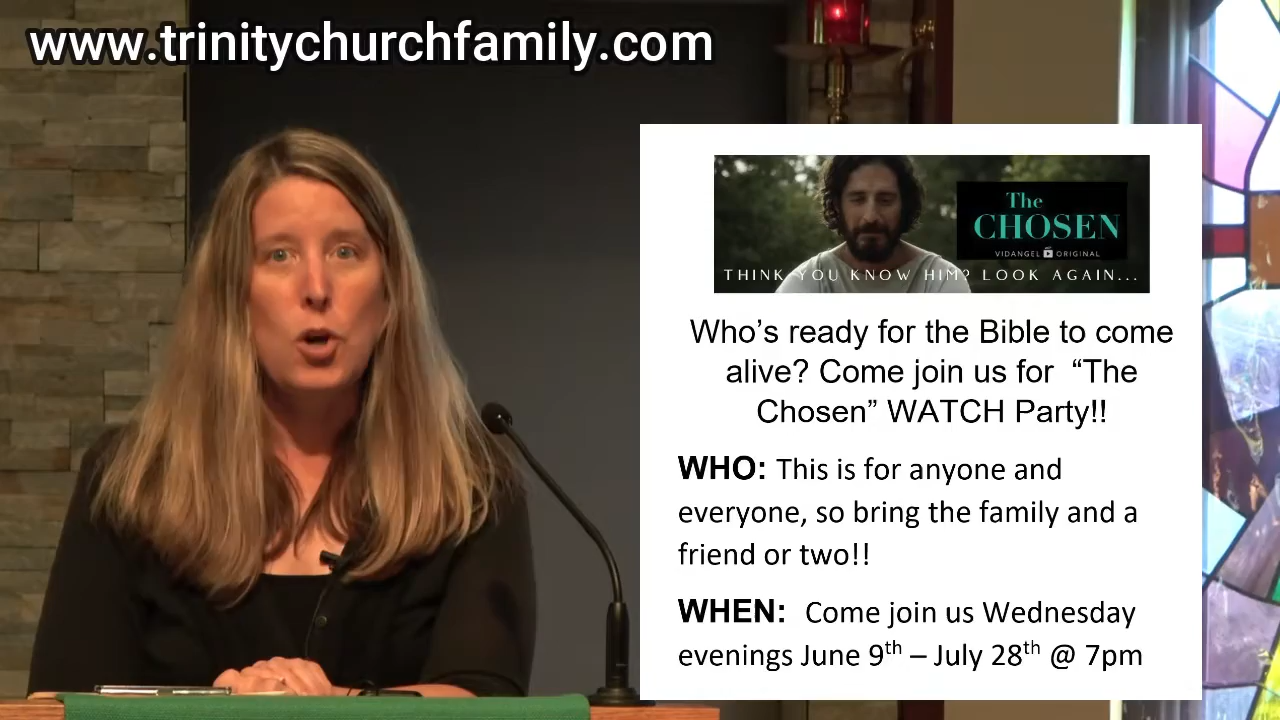 www.trinitychurchfamily.com
The
CHOSEN
VIDANGEL ORIGINAL
THINK YOU KNOW HIM? LOOK AGAIN...
Who’s ready for the Bible to come
alive? Come join us for “The
Chosen” WATCH Party!!
WHO: This is for anyone and
everyone, so bring the family and a
friend or two!!
WHEN: Come join us Wednesday
evenings June 9th – July 28th @ 7pm